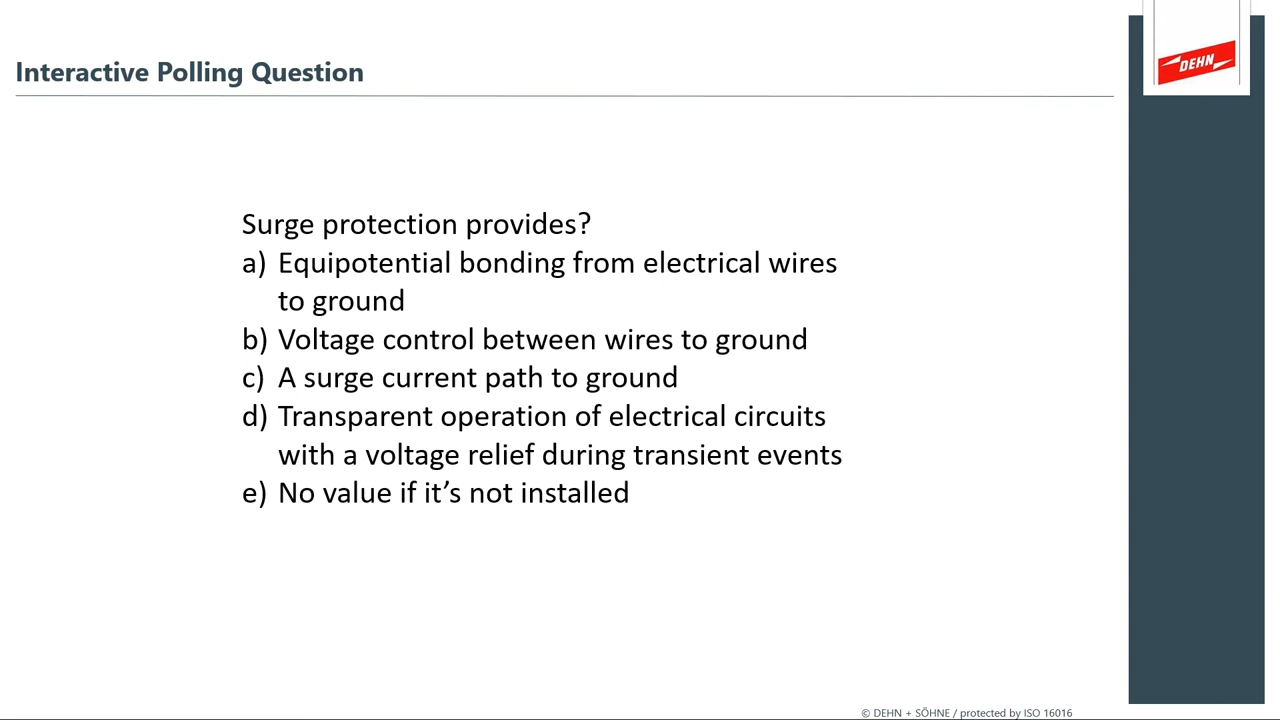 Interactive Polling Question
DEHN
Surge protection provides?
a) Equipotential bonding from electrical wires
to ground
b) Voltage control between wires to ground
c) A surge current path to ground
d) Transparent operation of electrical circuits
with a voltage relief during transient events
e) No value if it’s not installed
© DEHN + SÖHNE / protected by ISO 16016